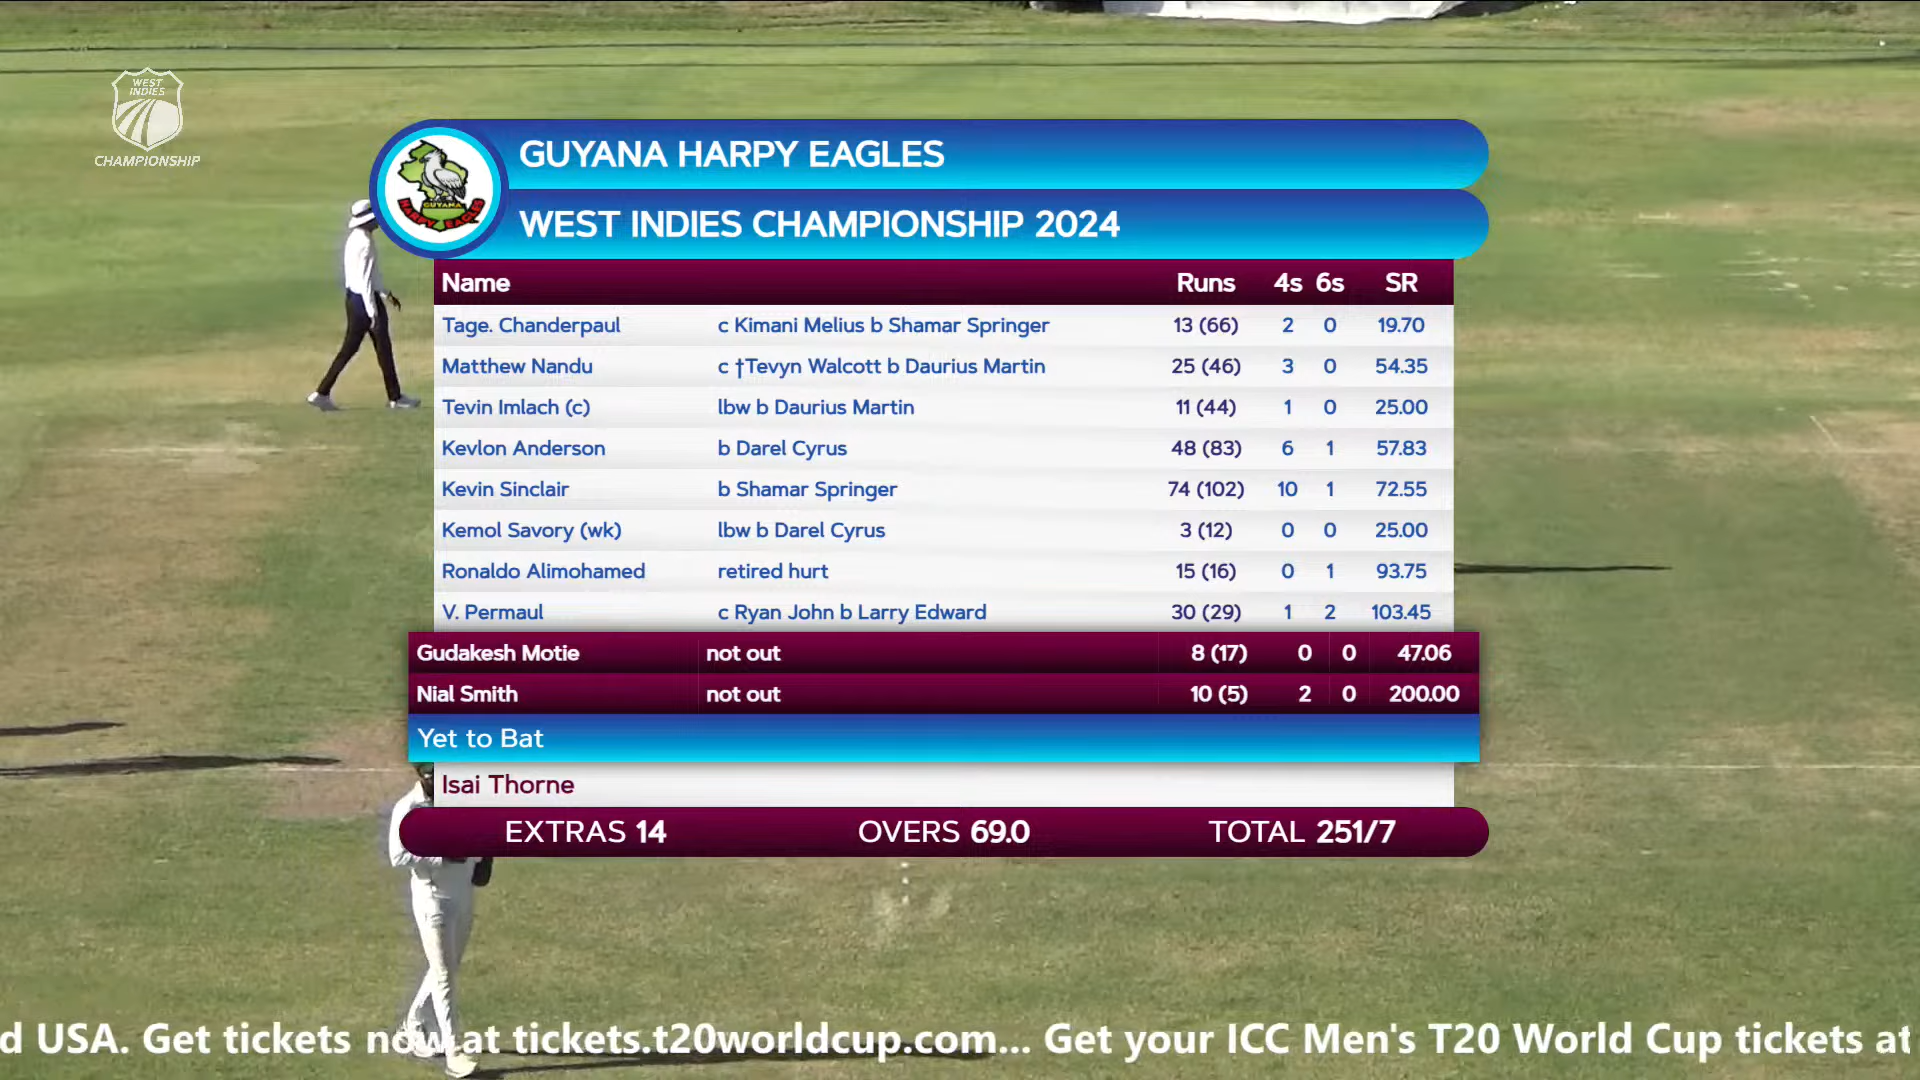 WEST
INDIES
CHAMPIONSHIP
GUYANA
HARPY EAGLES
GUYANA HARPY EAGLES
WEST INDIES CHAMPIONSHIP 2024
Name Runs 4s 6s SR
Tage. Chanderpaul c Kimani Melius b Shamar Springer 13 (66) 2 0 19.70
Matthew Nandu c †Tevyn Walcott b Daurius Martin 25 (46) 3 0 54.35
Tevin Imlach (c) lbw b Daurius Martin 11 (44) 1 0 25.00
Kevlon Anderson b Darel Cyrus 48 (83) 6 1 57.83
Kevin Sinclair b Shamar Springer 74 (102) 10 1 72.55
Kemol Savory (wk) lbw b Darel Cyrus 3 (12) 0 0 25.00
Ronaldo Alimohamed retired hurt 15 (16) 0 1 93.75
V. Permaul c Ryan John b Larry Edward 30 (29) 1 2 103.45
Gudakesh Motie not out 8 (17) 0 0 47.06
Nial Smith not out 10 (5) 2 0 200.00
Yet to Bat
Isai Thorne
EXTRAS 14 OVERS 69.0 TOTAL 251/7
d USA. Get tickets now at tickets.t20worldcup.com... Get your ICC Men's T20 World Cup tickets at